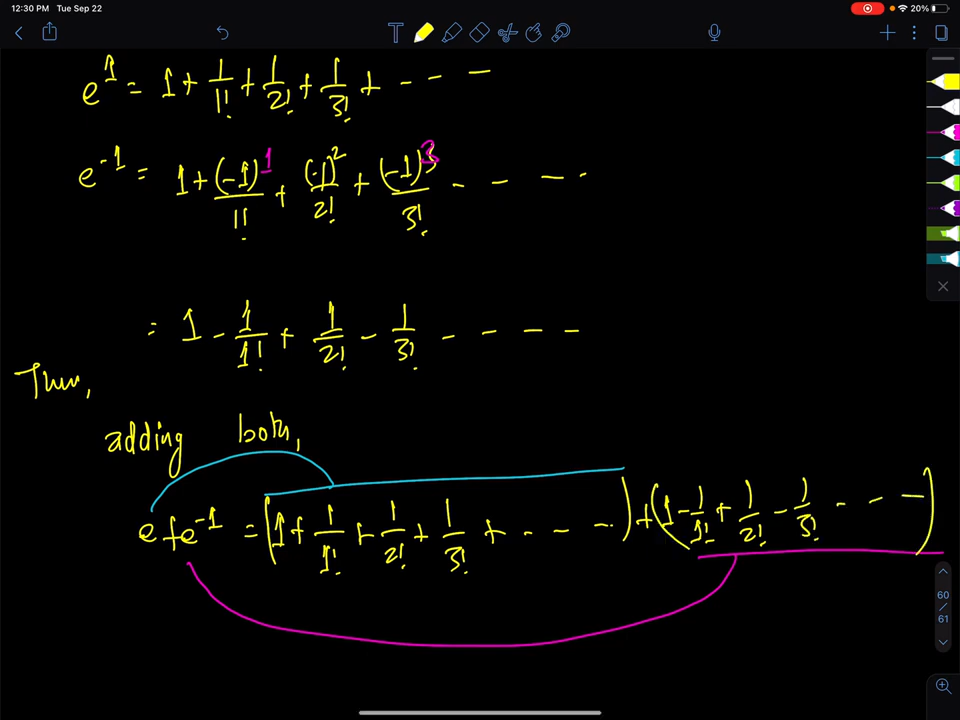 12:30 PM Tue Sep 22
20%
e^1 = 1 + 1/1! + 1/2! + 1/3! + - - -
e^-1 = 1 + (-1)^1/1! + (-1)^2/2! + (-1)^3/3! - - - -
= 1 - 1/1! + 1/2! - 1/3! - - - -
adding both,
e + e^-1 = (1 + 1/1! + 1/2! + 1/3! + - - - -) + (1 - 1/1! + 1/2! - 1/3! - - -)
60
/
61